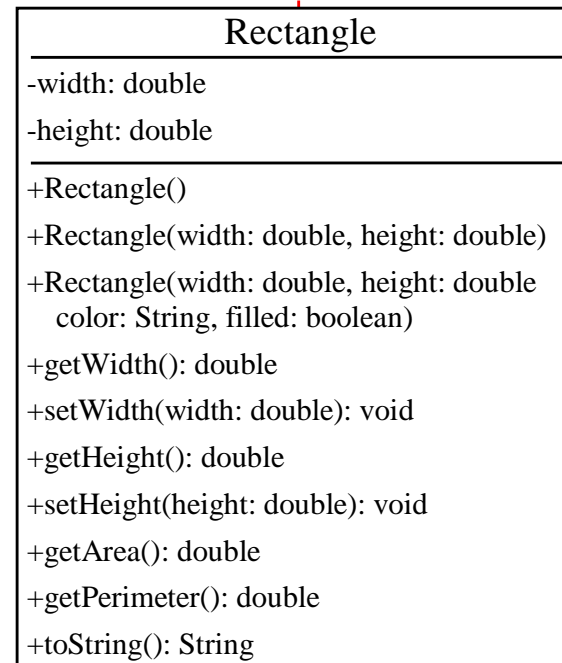 Rectangle
-width: double
-height: double
+Rectangle()
+Rectangle(width: double, height: double)
+Rectangle(width: double, height: double
color: String, filled: boolean)
+getWidth(): double
+setWidth(width: double): void
+getHeight(): double
+setHeight(height: double): void
+getArea(): double
+getPerimeter(): double
+toString(): String